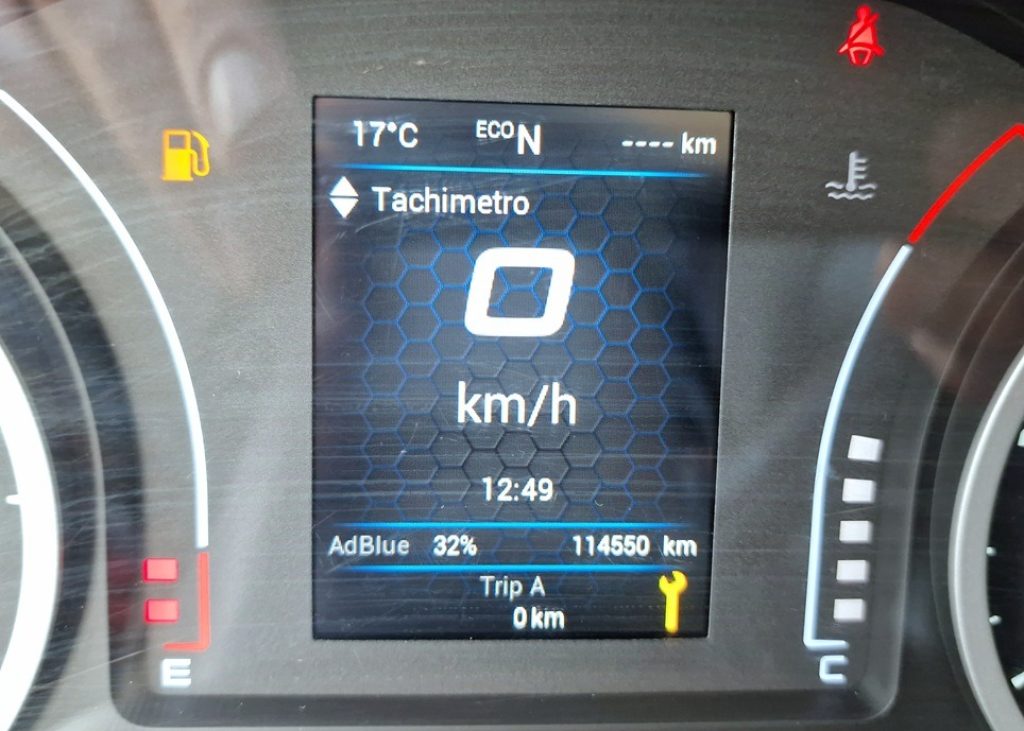 17°C ECO N ---- km
Tachimetro
0
km/h
12:49
AdBlue 32% 114550 km
Trip A
0 km
E
C